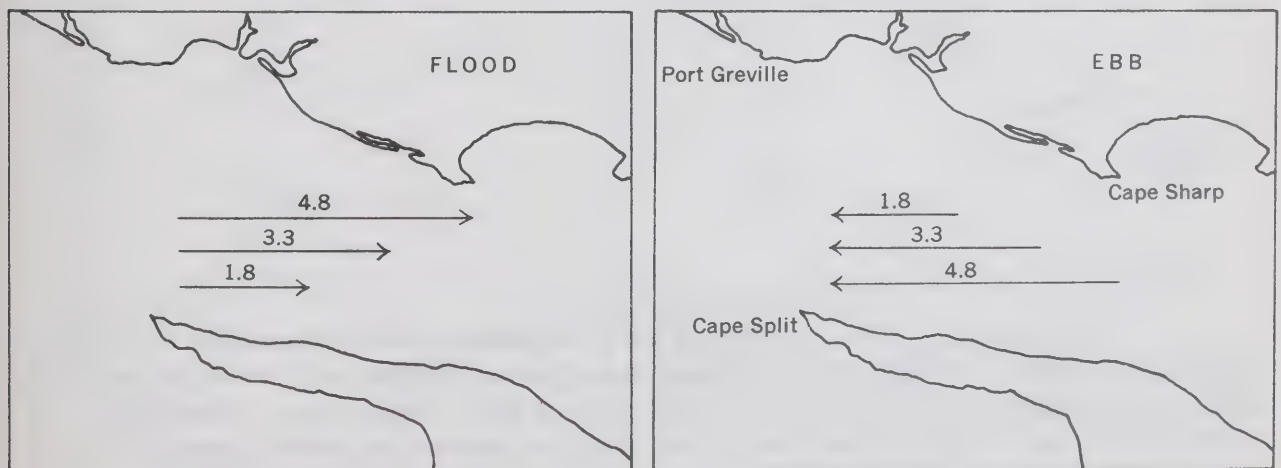 FLOOD
4.8
3.3
1.8
EBB
Port Greville
Cape Sharp
1.8
3.3
4.8
Cape Split